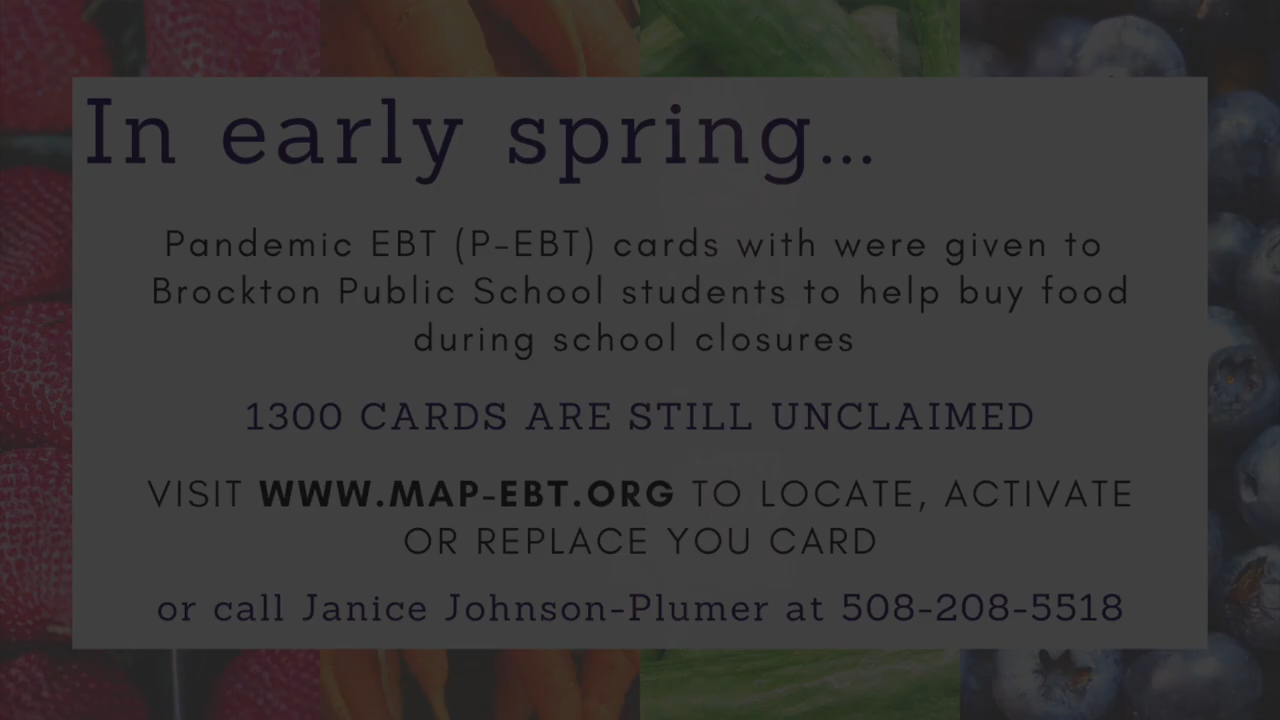 In early spring...
Pandemic EBT (P-EBT) cards with were given to
Brockton Public School students to help buy food
during school closures
1300 CARDS ARE STILL UNCLAIMED
VISIT WWW.MAP-EBT.ORG TO LOCATE, ACTIVATE
OR REPLACE YOU CARD
or call Janice Johnson-Plumer at 508-208-5518